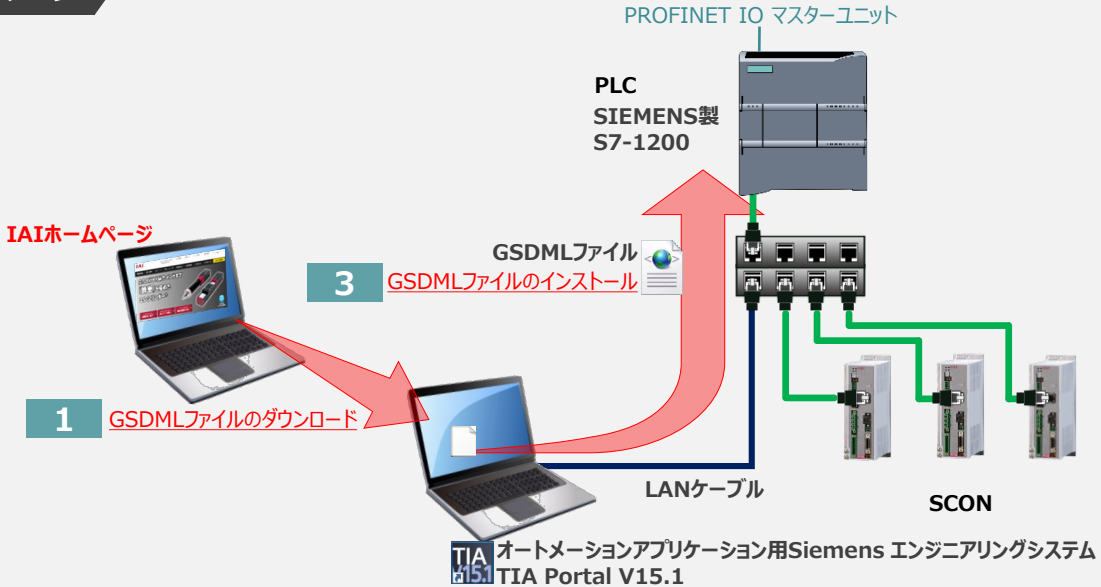 PROFINET IO マスターユニット
PLC
SIEMENS製
S7-1200
IAIホームページ
GSDMLファイル
3 GSDMLファイルのインストール
1 GSDMLファイルのダウンロード
LANケーブル
SCON
TIA
V15.1
オートメーションアプリケーション用Siemens エンジニアリングシステム
TIA Portal V15.1